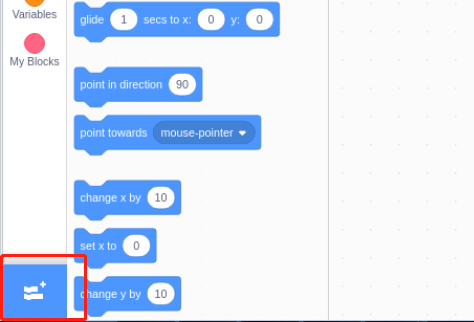 Variables
My Blocks
glide 1 secs to x: 0 y: 0
point in direction 90
point towards mouse-pointer
change x by 10
set x to 0
change y by 10